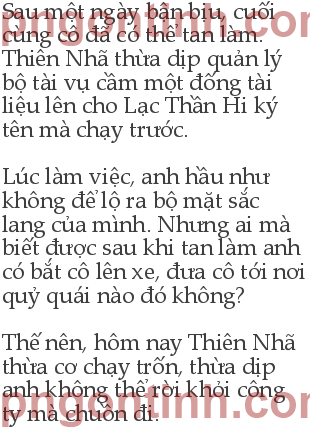 Sau một ngày bận bịu, cuối
cùng cô đã có thể tan làm.
Thiên Nhã thừa dịp quản lý
bộ tài vụ cầm một đống tài
liệu lên cho Lạc Thần Hi ký
tên mà chạy trước.
Lúc làm việc, anh hầu như
không để lộ ra bộ mặt sắc
lang của mình. Nhưng ai mà
biết được sau khi tan làm anh
có bắt cô lên xe, đưa cô tới nơi
quỷ quái nào đó không?
Thế nên, hôm nay Thiên Nhã
thừa cơ chạy trốn, thừa dịp
anh không thể rời khỏi công
ty mà chuồn đi.
pngontinh.com
pngontinh.com